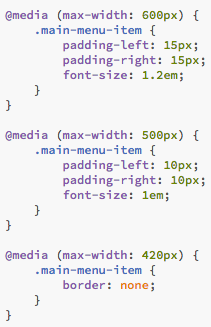 @media (max-width: 600px) {
    .main-menu-item {
        padding-left: 15px;
        padding-right: 15px;
        font-size: 1.2em;
    }
}

@media (max-width: 500px) {
    .main-menu-item {
        padding-left: 10px;
        padding-right: 10px;
        font-size: 1em;
    }
}

@media (max-width: 420px) {
    .main-menu-item {
        border: none;
    }
}